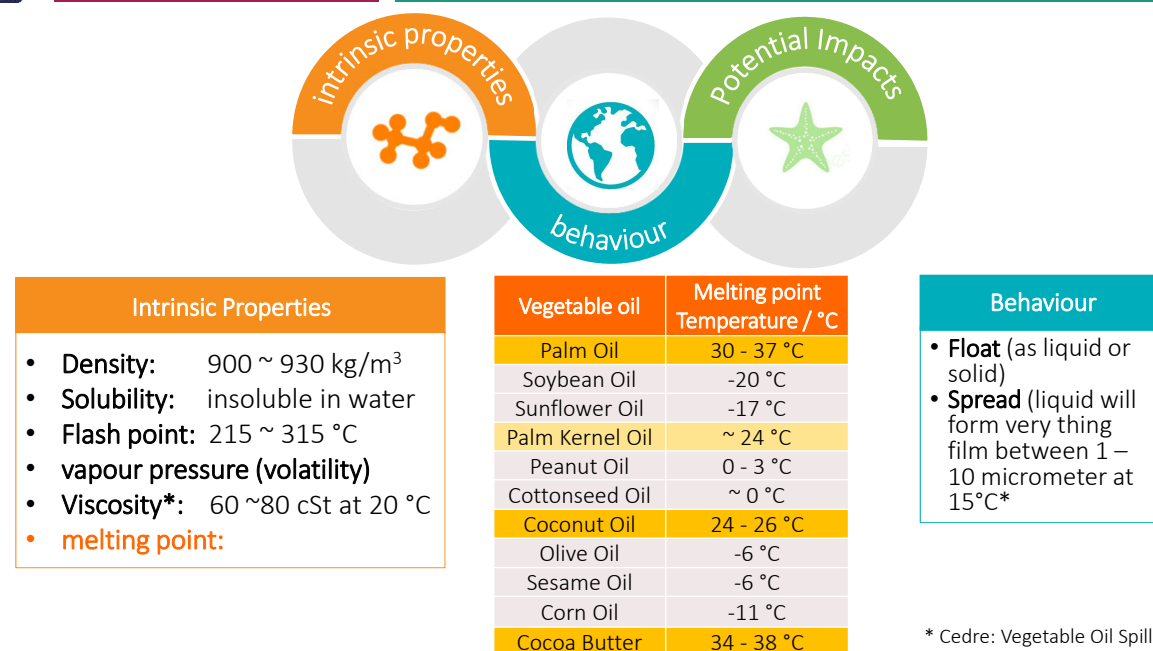 intrinsic properties
behaviour
Potential Impacts
Intrinsic Properties
• Density: 900 ~ 930 kg/m³
• Solubility: insoluble in water
• Flash point: 215 ~ 315 °C
• vapour pressure (volatility)
• Viscosity*: 60 ~80 cSt at 20 °C
• melting point:
Vegetable oil
Melting point
Temperature / °C
Palm Oil 30 - 37 °C
Soybean Oil -20 °C
Sunflower Oil -17 °C
Palm Kernel Oil ~ 24 °C
Peanut Oil 0 - 3 °C
Cottonseed Oil ~ 0 °C
Coconut Oil 24 - 26 °C
Olive Oil -6 °C
Sesame Oil -6 °C
Corn Oil -11 °C
Cocoa Butter 34 - 38 °C
Behaviour
• Float (as liquid or
solid)
• Spread (liquid will
form very thing
film between 1 –
10 micrometer at
15°C*
* Cedre: Vegetable Oil Spill